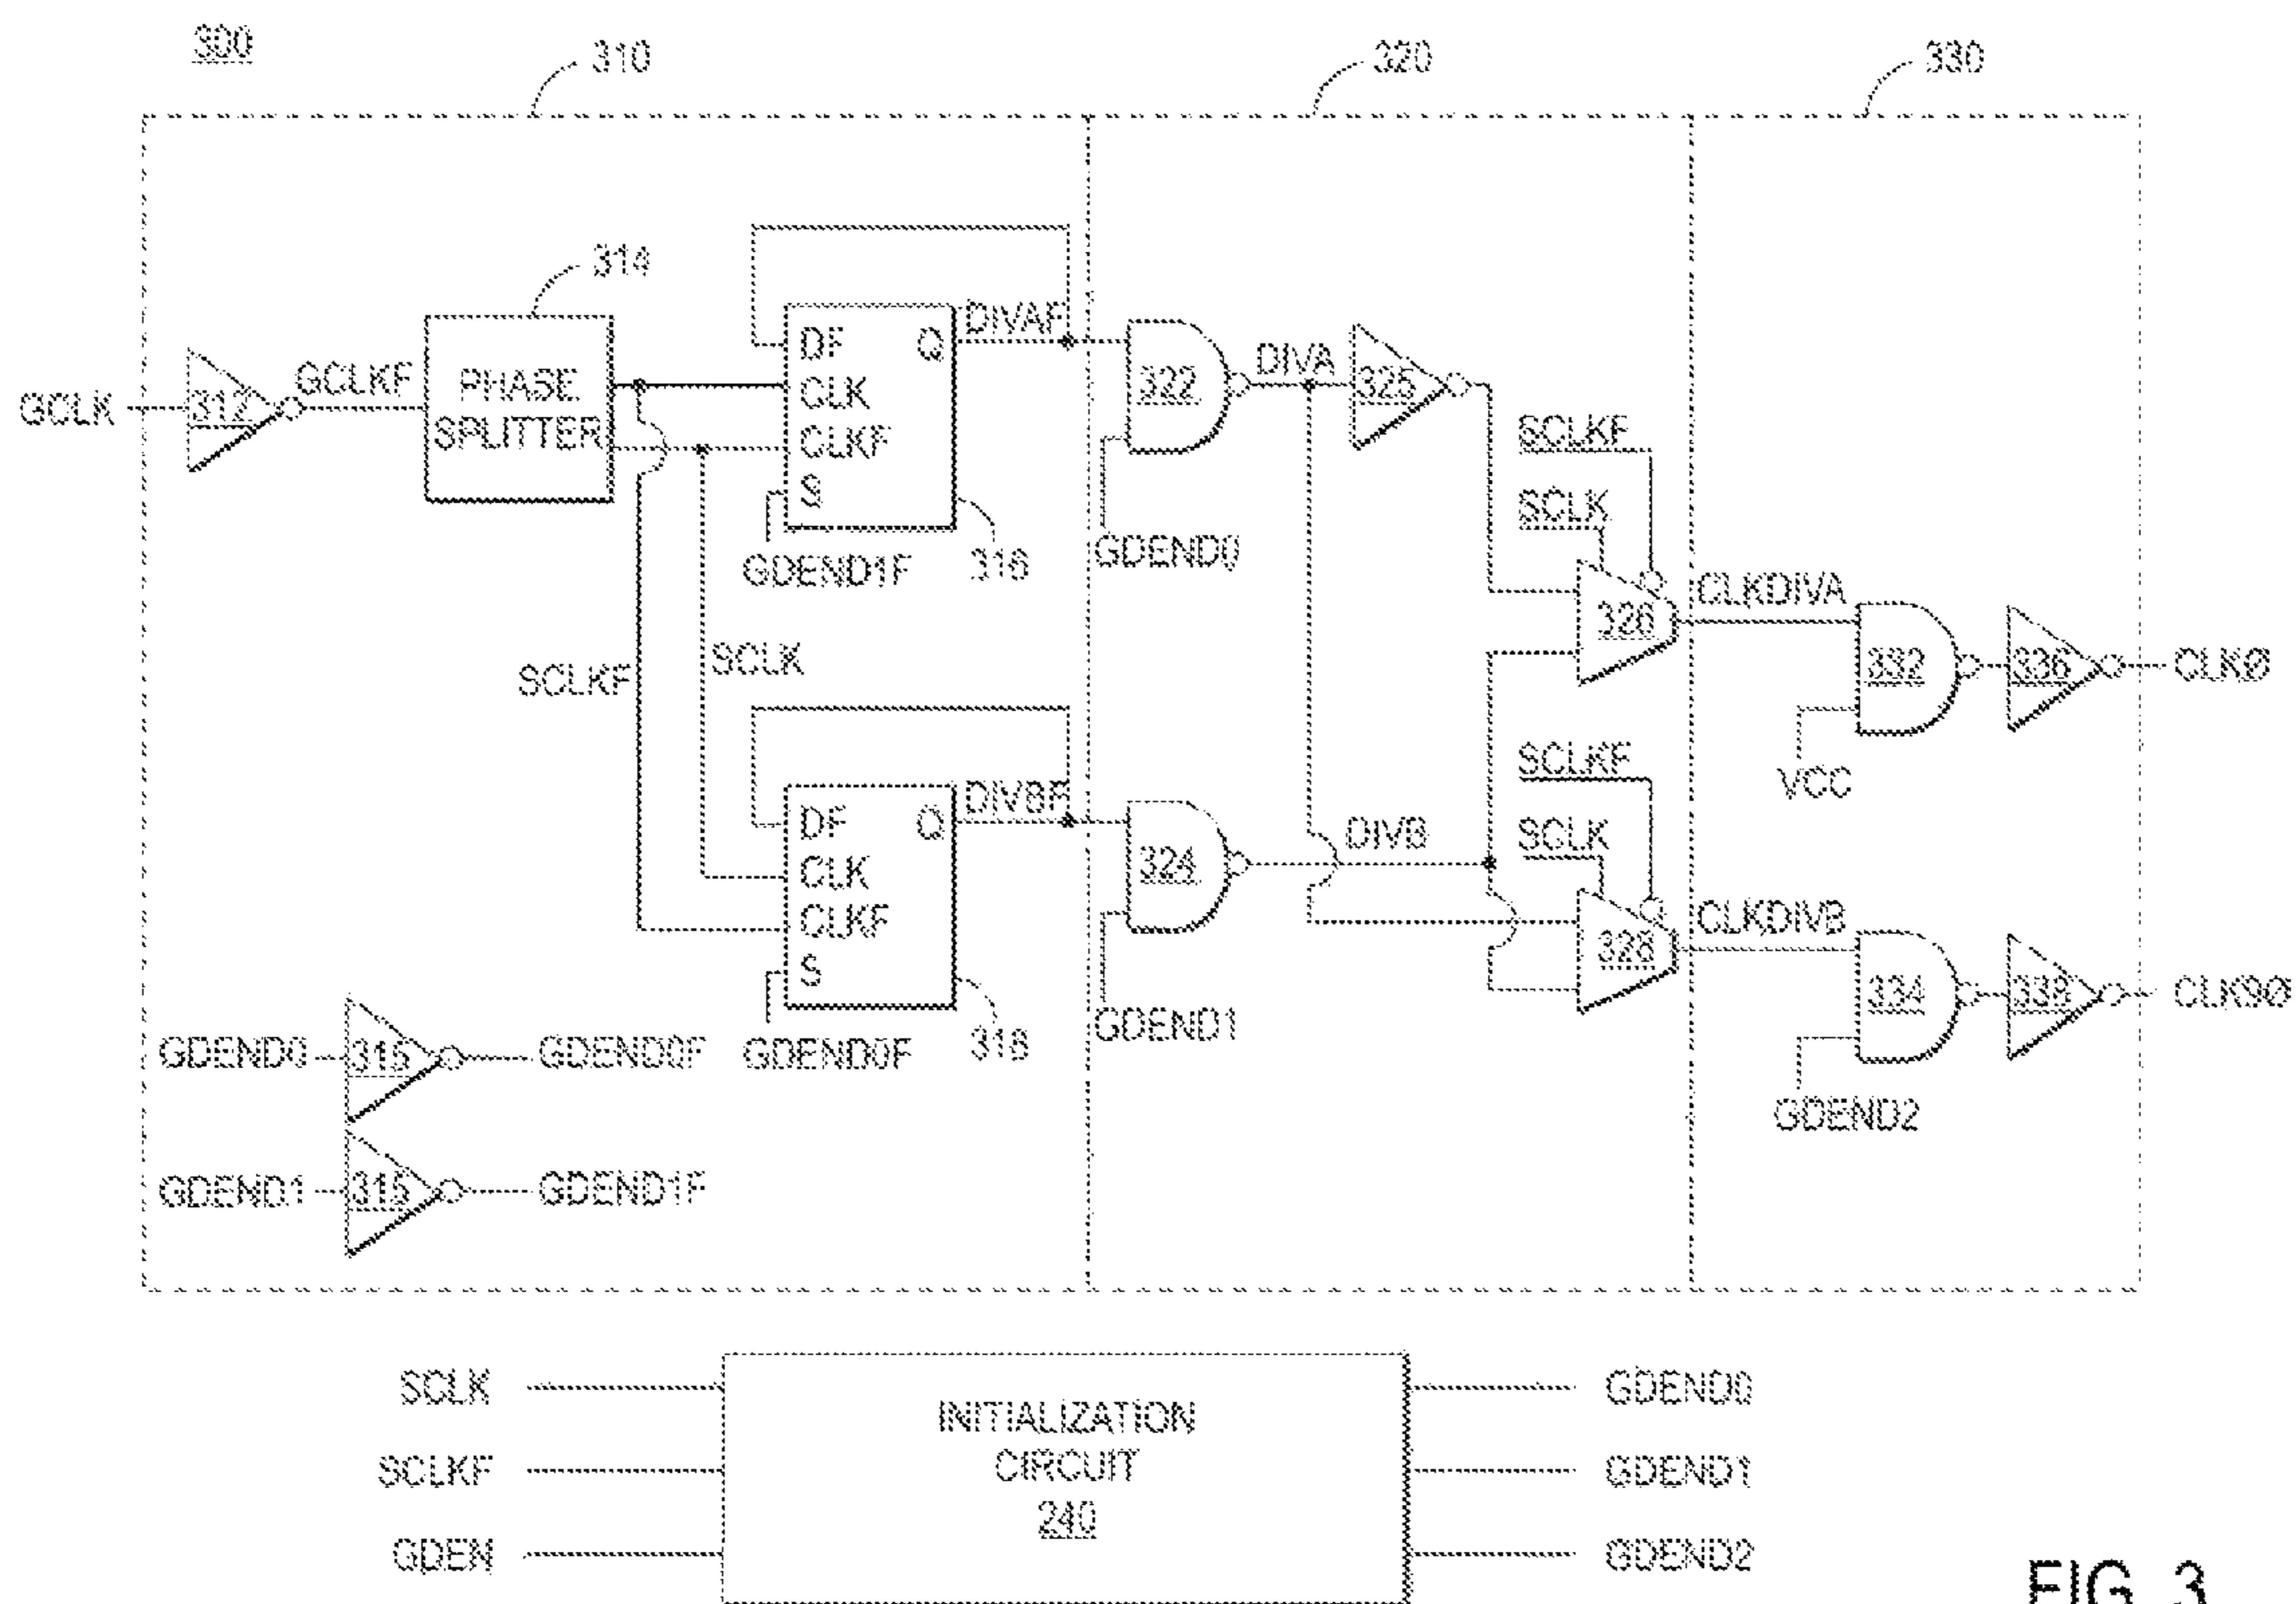 300
310
320
330
314
GCLK
312
GCLKF
PHASE
SPLITTER
DF
Q
CLK
CLKF
S
DIVAF
GDEND1F
316
322
GDEND0
DIVA
325
SCLKF
SCLK
326
CLKDIVA
332
336
CLKØ
VCC
SCLKF
SCLK
DF
Q
CLK
CLKF
S
DIVBF
GDEND0F
318
324
GDEND1
DIVB
SCLKF
SCLK
328
CLKDIVB
334
338
CLK9Ø
GDEND2
GDEND0
315
GDEND0F
GDEND1
315
GDEND1F
SCLK
SCLKF
GDEN
INITIALIZATION
CIRCUIT
240
GDEND0
GDEND1
GDEND2
FIG. 3